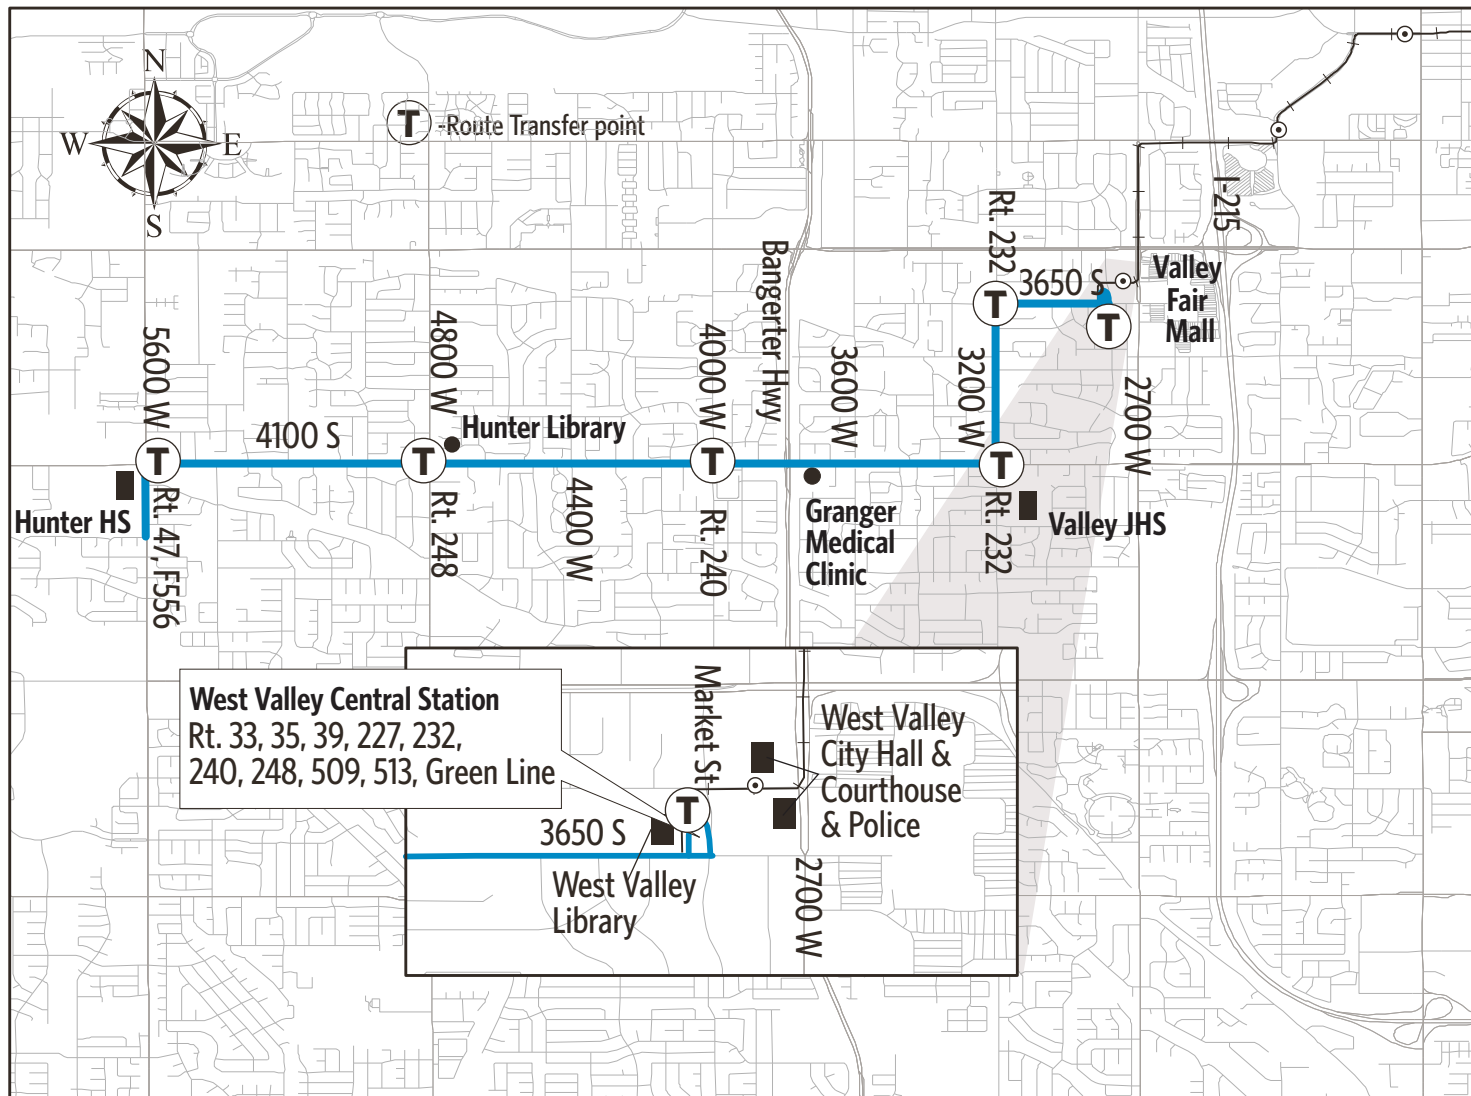 N
W
E
S
T
-Route Transfer point
I-215
Rt. 232
Bangerter Hwy
3650 S
Valley
Fair
Mall
T
T
5600 W
4800 W
4000 W
3600 W
3200 W
2700 W
4100 S
Hunter Library
T
T
T
T
Hunter HS
Rt. 47, F556
Rt. 248
4400 W
Rt. 240
Granger
Medical
Clinic
Rt. 232
Valley JHS
West Valley Central Station
Rt. 33, 35, 39, 227, 232,
240, 248, 509, 513, Green Line
Market St.
West Valley
City Hall &
Courthouse
& Police
T
3650 S
West Valley
Library
2700 W